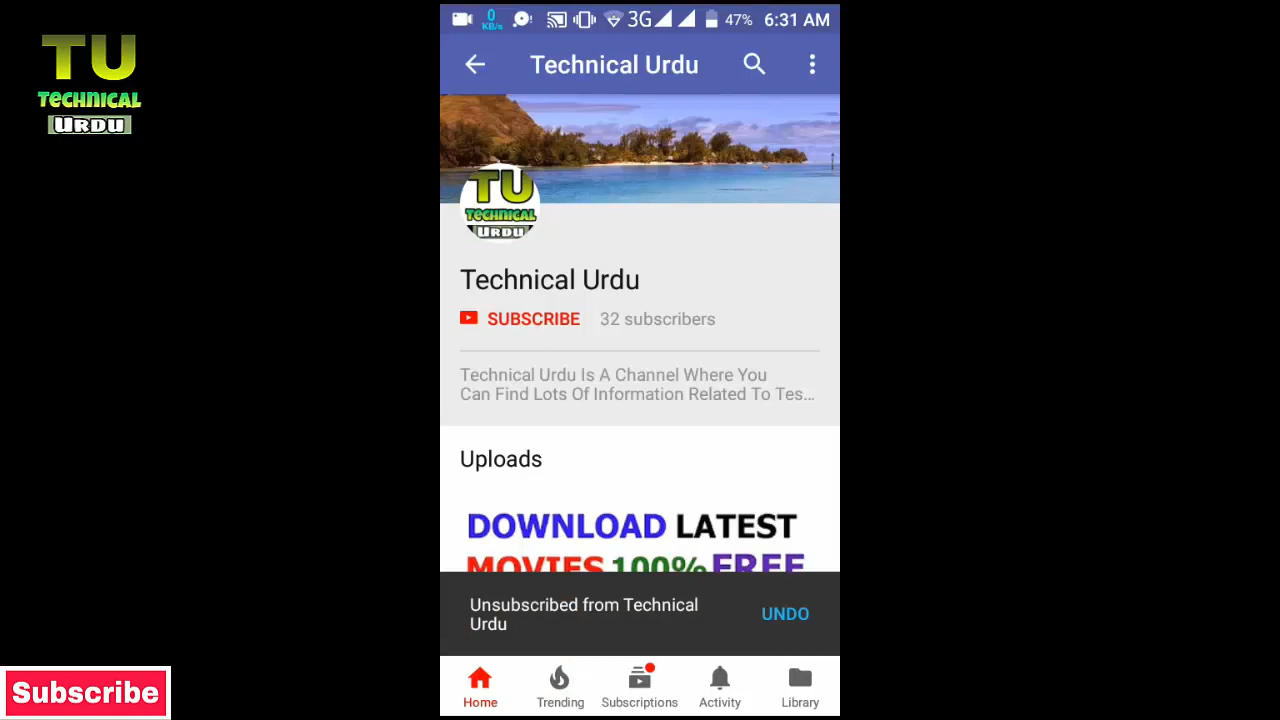 TU
TECHNICAL
URDU
0
KB/s
3G
47%
6:31 AM
Technical Urdu
TU
TECHNICAL
URDU
Technical Urdu
SUBSCRIBE
32 subscribers
Technical Urdu Is A Channel Where You
Can Find Lots Of Information Related To Tes...
Uploads
DOWNLOAD LATEST
MOVIES 100% FREE
Unsubscribed from Technical
Urdu
UNDO
Home
Trending
Subscriptions
Activity
Library
Subscribe